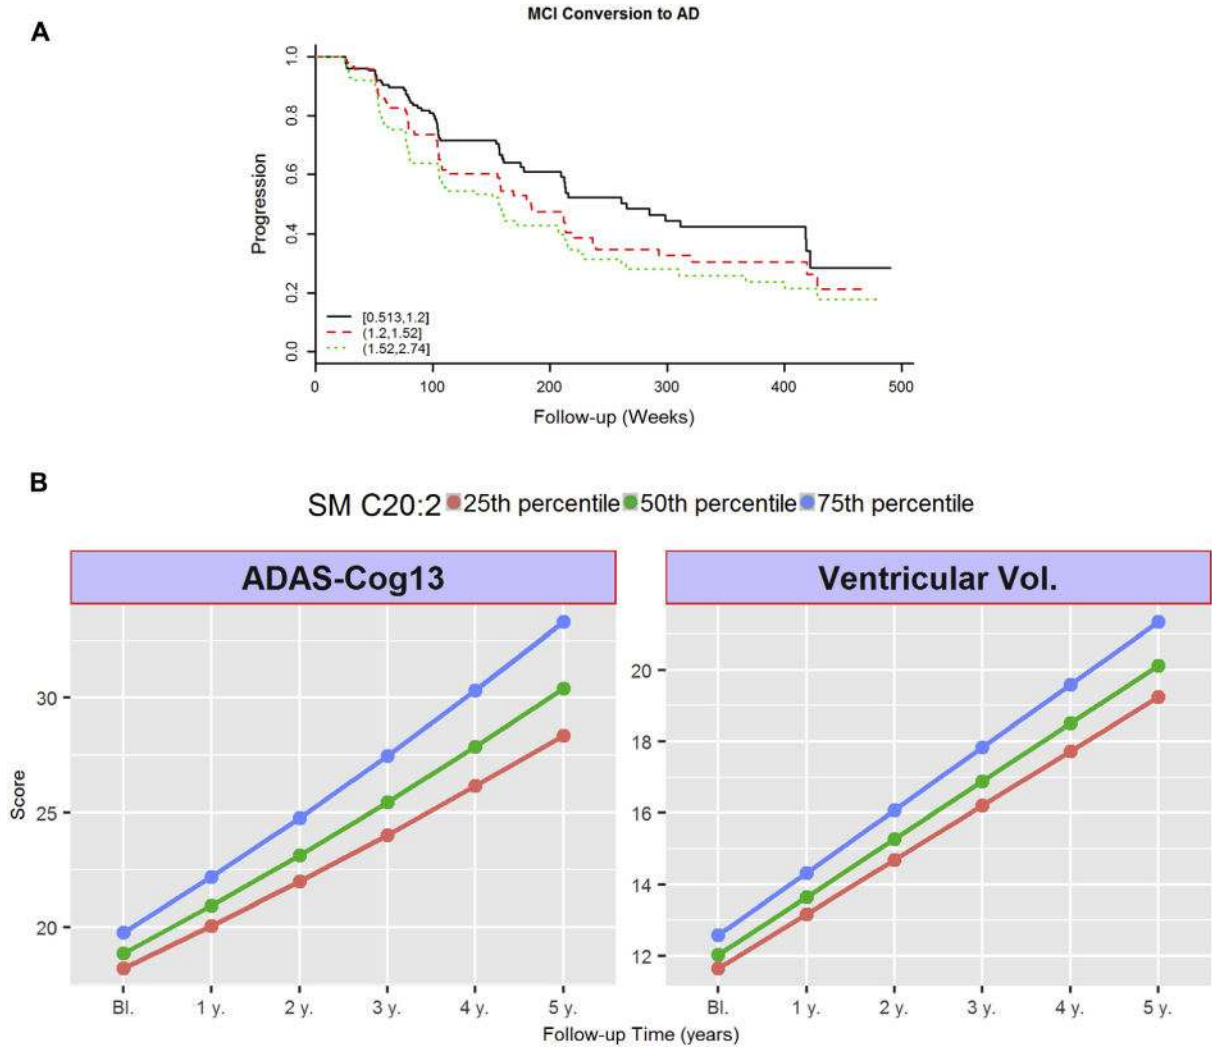 A
MCI Conversion to AD
Progression
1.0
0.8
0.6
0.4
0.2
0.0
[0.513,1.2]
(1.2,1.52]
(1.52,2.74]
0 100 200 300 400 500
Follow-up (Weeks)
B
SM C20:2 25th percentile 50th percentile 75th percentile
ADAS-Cog13
Ventricular Vol.
Score
30
25
20
20
18
16
14
12
Bl. 1 y. 2 y. 3 y. 4 y. 5 y.
Bl. 1 y. 2 y. 3 y. 4 y. 5 y.
Follow-up Time (years)